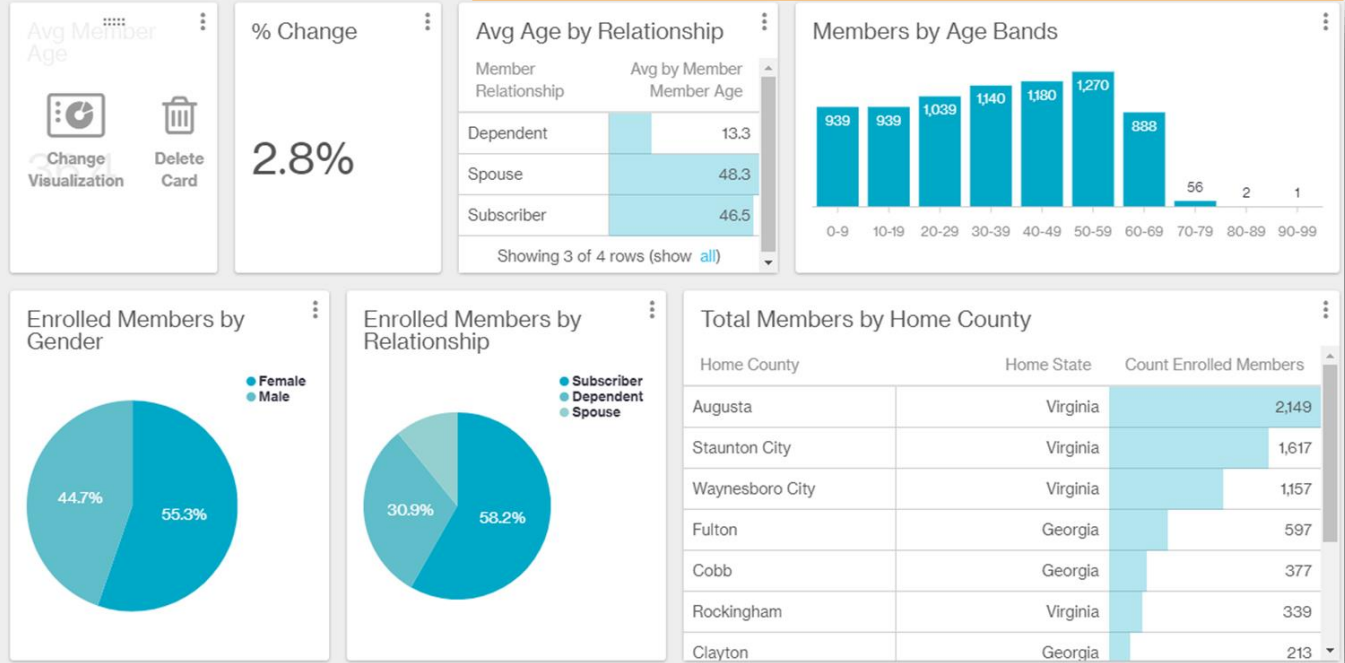 Avg Member
Age
Change
Visualization
Delete
Card
% Change
2.8%
Avg Age by Relationship
Member
Relationship
Avg by Member
Member Age
Dependent 13.3
Spouse 48.3
Subscriber 46.5
Showing 3 of 4 rows (show all)
Members by Age Bands
939 939 1,039 1,140 1,180 1,270 888 56 2 1
0-9 10-19 20-29 30-39 40-49 50-59 60-69 70-79 80-89 90-99
Enrolled Members by
Gender
Female
Male
44.7%
55.3%
Enrolled Members by
Relationship
Subscriber
Dependent
Spouse
30.9%
58.2%
Total Members by Home County
Home County Home State Count Enrolled Members
Augusta Virginia 2,149
Staunton City Virginia 1,617
Waynesboro City Virginia 1,157
Fulton Georgia 597
Cobb Georgia 377
Rockingham Virginia 339
Clayton Georgia 213